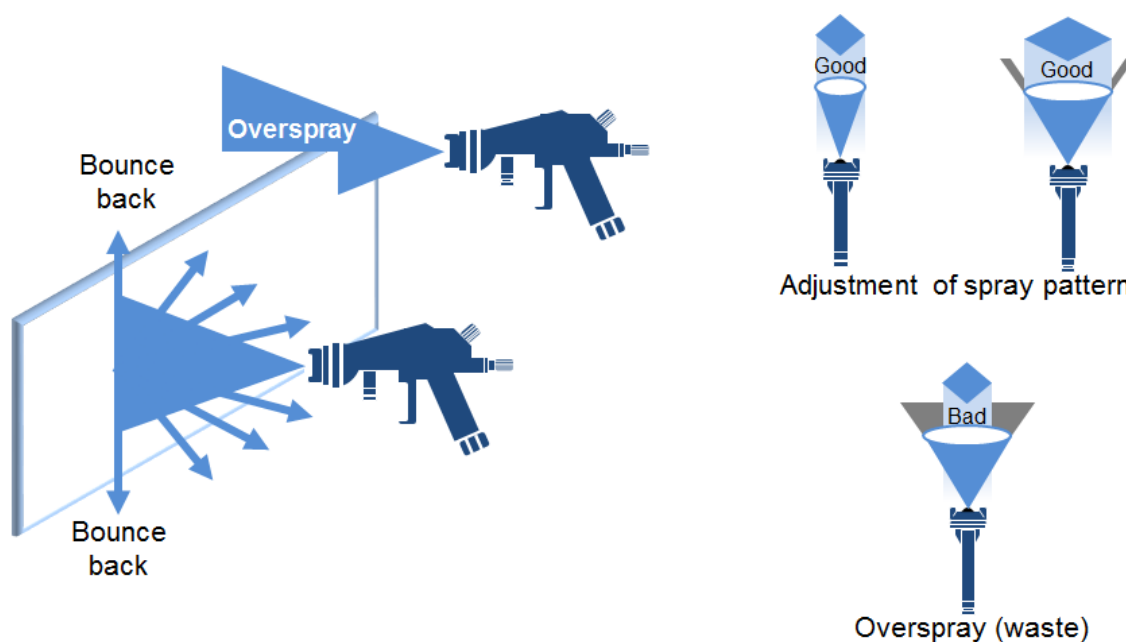 Overspray
Bounce
back
Bounce
back
Good
Good
Adjustment of spray pattern
Bad
Overspray (waste)